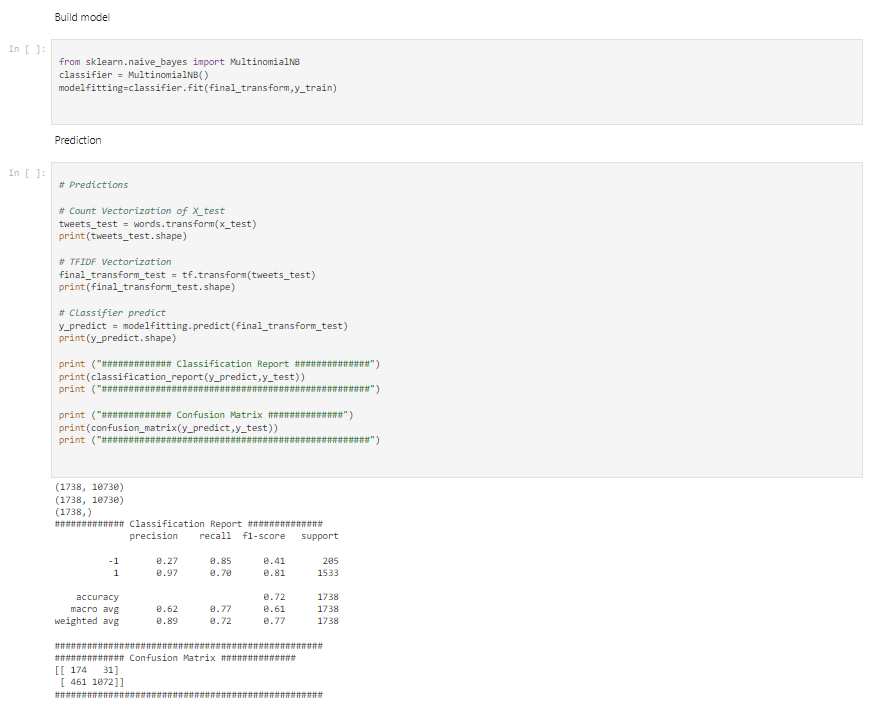 Build model
In [ ]:
from sklearn.naive_bayes import MultinomialNB
classifier = MultinomialNB()
modelfitting=classifier.fit(final_transform,y_train)
Prediction
In [ ]:
# Predictions
# Count Vectorization of X_test
tweets_test = words.transform(x_test)
print(tweets_test.shape)
# TFIDF Vectorization
final_transform_test = tf.transform(tweets_test)
print(final_transform_test.shape)
# Classifier predict
y_predict = modelfitting.predict(final_transform_test)
print(y_predict.shape)
print ("############# Classification Report ##############")
print(classification_report(y_predict,y_test))
print ("##################################################")
print ("############# Confusion Matrix ##############")
print(confusion_matrix(y_predict,y_test))
print ("##################################################")
(1738, 10730)
(1738, 10730)
(1738,)
############# Classification Report ##############
precision recall f1-score support
-1 0.27 0.85 0.41 205
1 0.97 0.70 0.81 1533
accuracy 0.72 1738
macro avg 0.62 0.77 0.61 1738
weighted avg 0.89 0.72 0.77 1738
##################################################
############# Confusion Matrix ##############
[[ 174 31]
[ 461 1072]]
##################################################